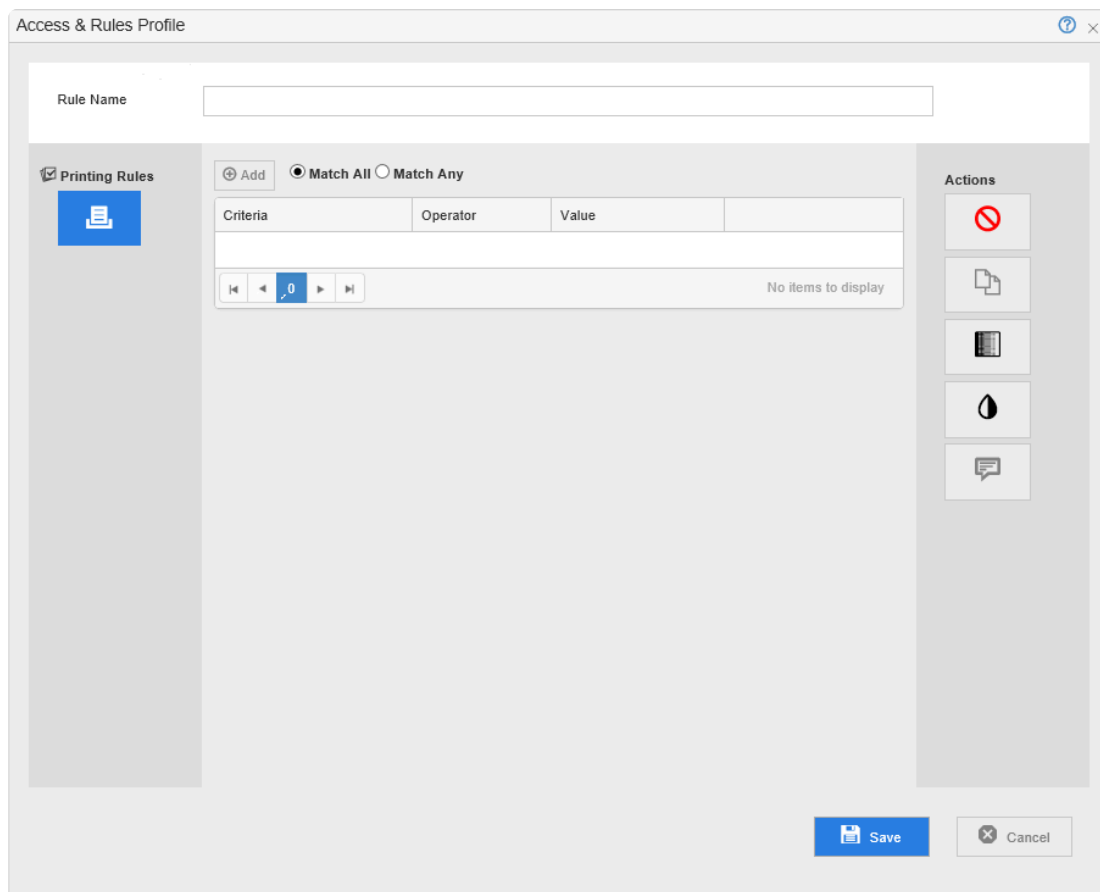 Access & Rules Profile
Rule Name
Printing Rules
Add Match All Match Any
Actions
Criteria Operator Value
0 No items to display
Save Cancel